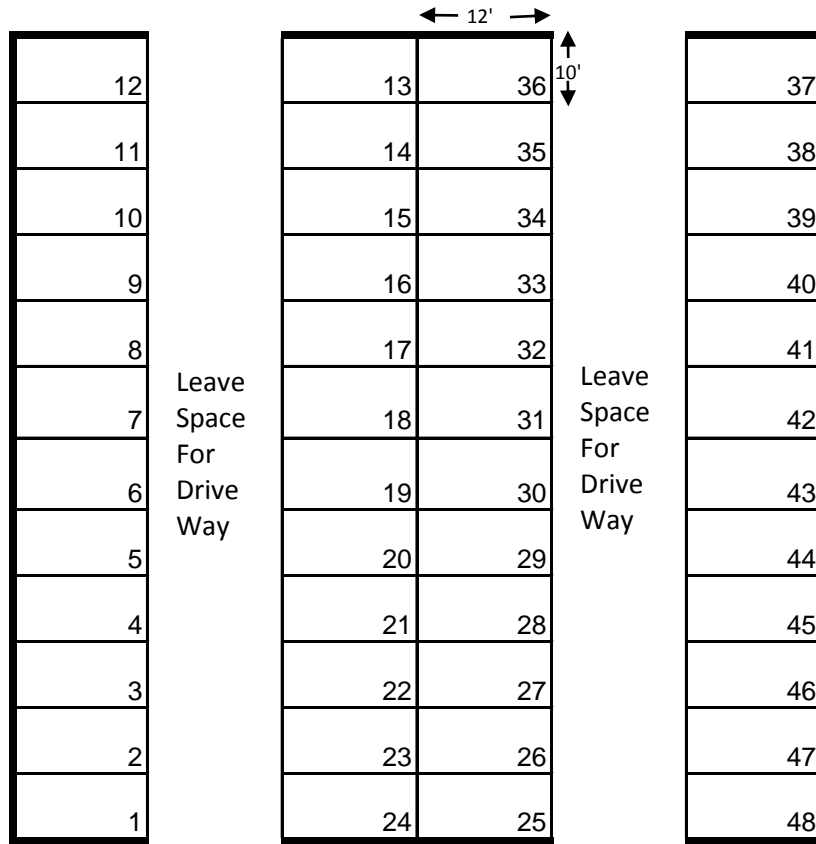 12'
10'
12 13 36 37
11 14 35 38
10 15 34 39
9 16 33 40
8 17 32 41
Leave
Space
For
Drive
Way
Leave
Space
For
Drive
Way
7 18 31 42
6 19 30 43
5 20 29 44
4 21 28 45
3 22 27 46
2 23 26 47
1 24 25 48